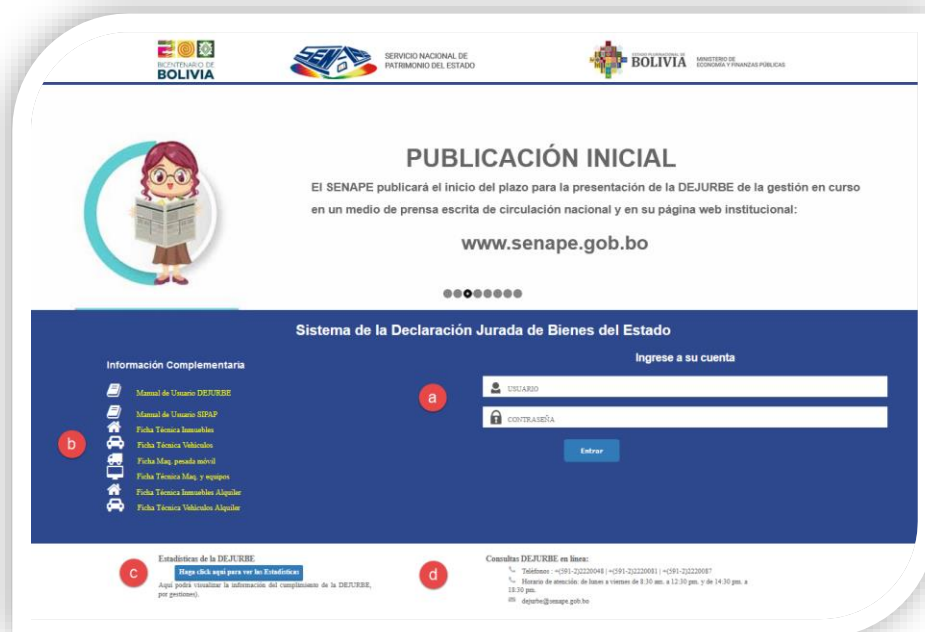 BICENTENARIO DE
BOLIVIA
SENAPE
SERVICIO NACIONAL DE
PATRIMONIO DEL ESTADO
ESTADO PLURINACIONAL DE
BOLIVIA
MINISTERIO DE
ECONOMÍA Y FINANZAS PÚBLICAS
PUBLICACIÓN INICIAL
El SENAPE publicará el inicio del plazo para la presentación de la DEJURBE de la gestión en curso
en un medio de prensa escrita de circulación nacional y en su página web institucional:
www.senape.gob.bo
Sistema de la Declaración Jurada de Bienes del Estado
Información Complementaria
b
Manual de Usuario DEJURBE
Manual de Usuario SIPAP
Ficha Técnica Inmuebles
Ficha Técnica Vehículos
Ficha Maq. pesada móvil
Ficha Técnica Maq. y equipos
Ficha Técnica Inmuebles Alquiler
Ficha Técnica Vehículos Alquiler
Ingrese a su cuenta
a
USUARIO
CONTRASEÑA
Entrar
c
Estadísticas de la DEJURBE
Haga click aquí para ver las Estadísticas
Aquí podrá visualizar la información del cumplimiento de la DEJURBE,
por gestiones).
d
Consultas DEJURBE en línea:
Teléfonos : +(591-2)2220048 | +(591-2)2220081 | +(591-2)2220087
Horario de atención: de lunes a viernes de 8:30 am. a 12:30 pm. y de 14:30 pm. a
18:30 pm.
dejurbe@senape.gob.bo